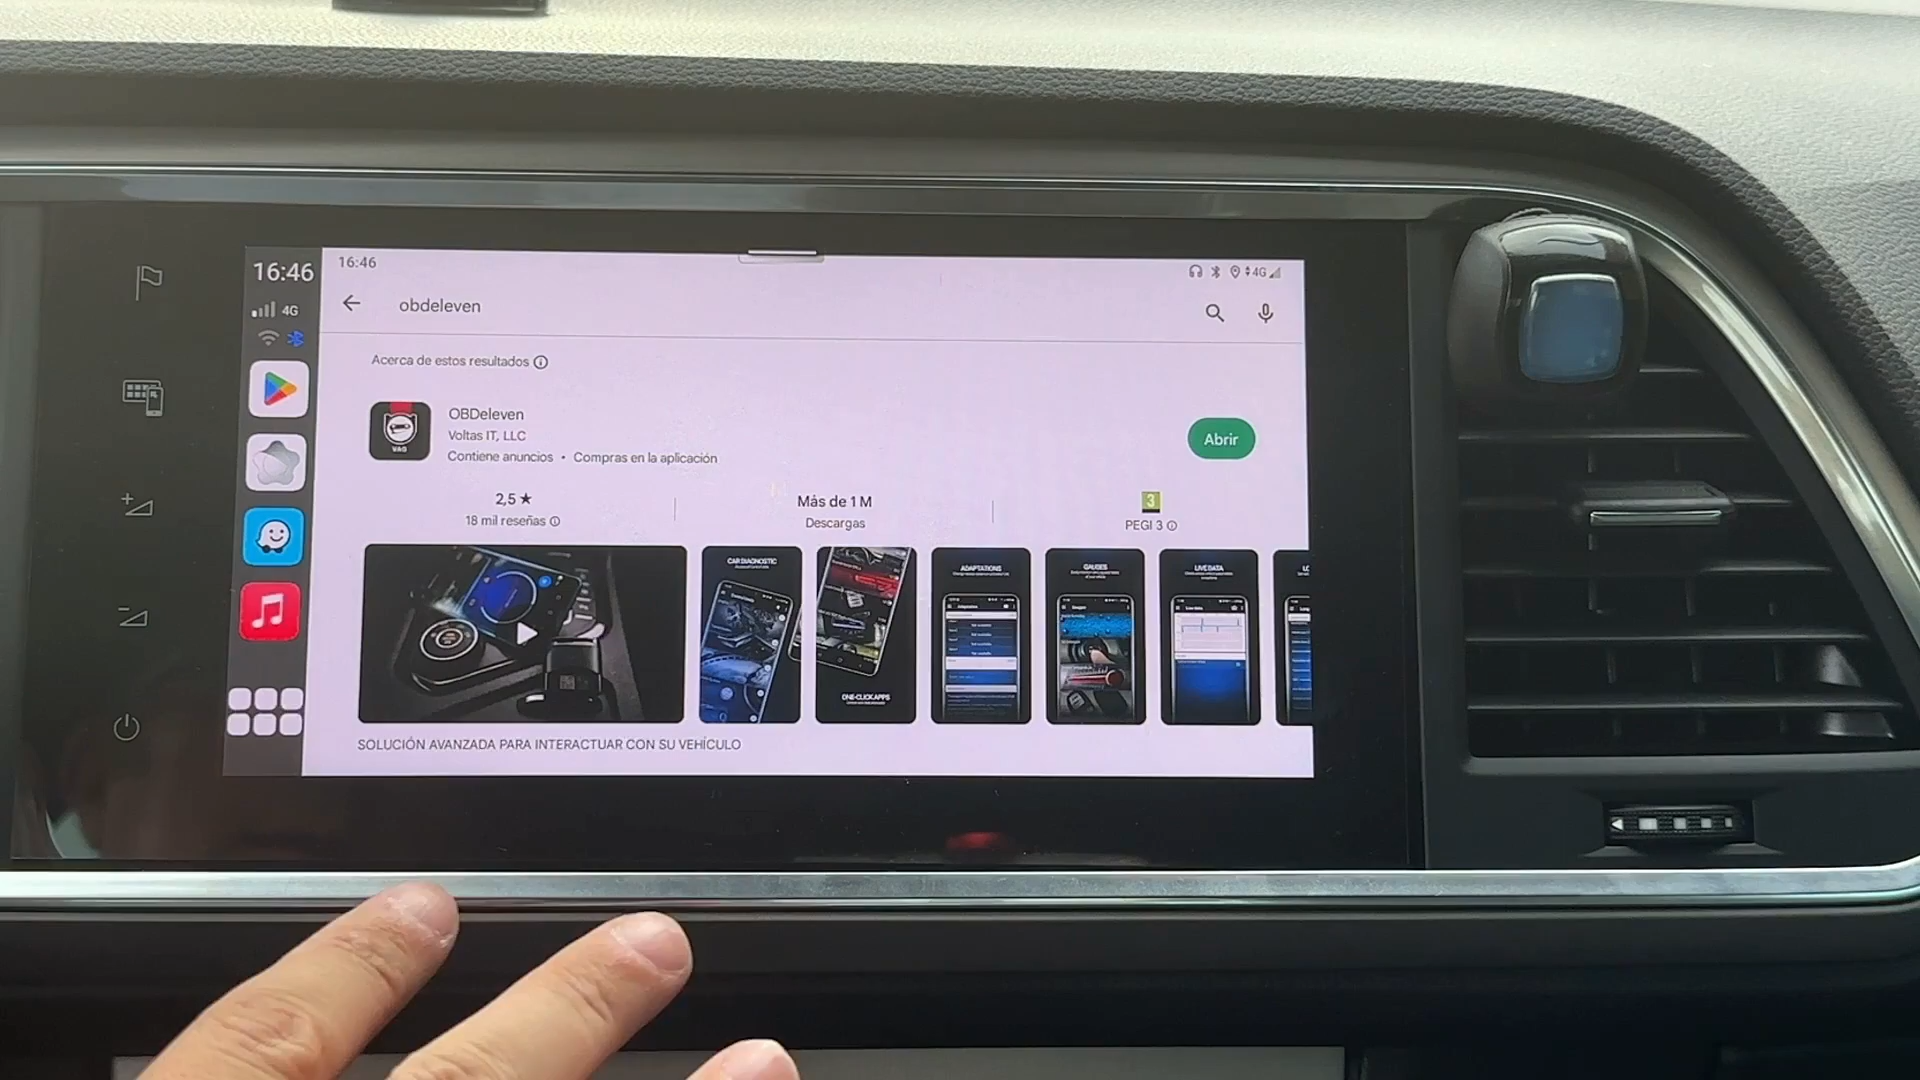 16:46
4G
16:46
4G
obdeleven
Acerca de estos resultados
OBDeleven
Voltas IT, LLC
Contiene anuncios • Compras en la aplicación
Abrir
VAG
2,5 ★
18 mil reseñas
Más de 1 M
Descargas
3
PEGI 3
CAR DIAGNOSTIC
ONE-CLICK APPS
ADAPTATIONS
GAUGES
LIVE DATA
SOLUCIÓN AVANZADA PARA INTERACTUAR CON SU VEHÍCULO